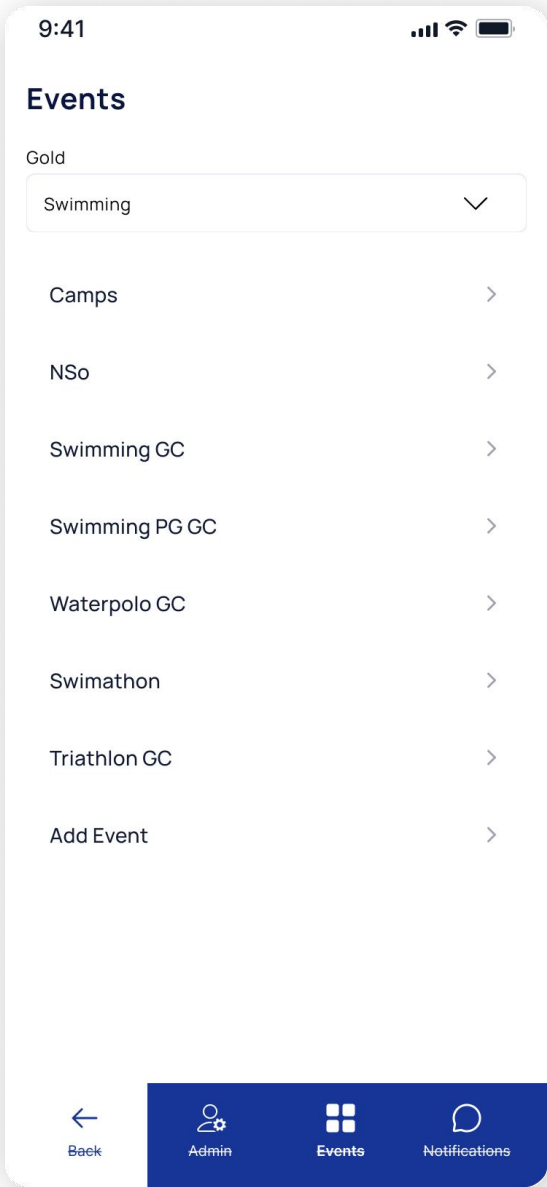 9:41
Events
Gold
Swimming
Camps
NSo
Swimming GC
Swimming PG GC
Waterpolo GC
Swimathon
Triathlon GC
Add Event
Back
Admin
Events
Notifications